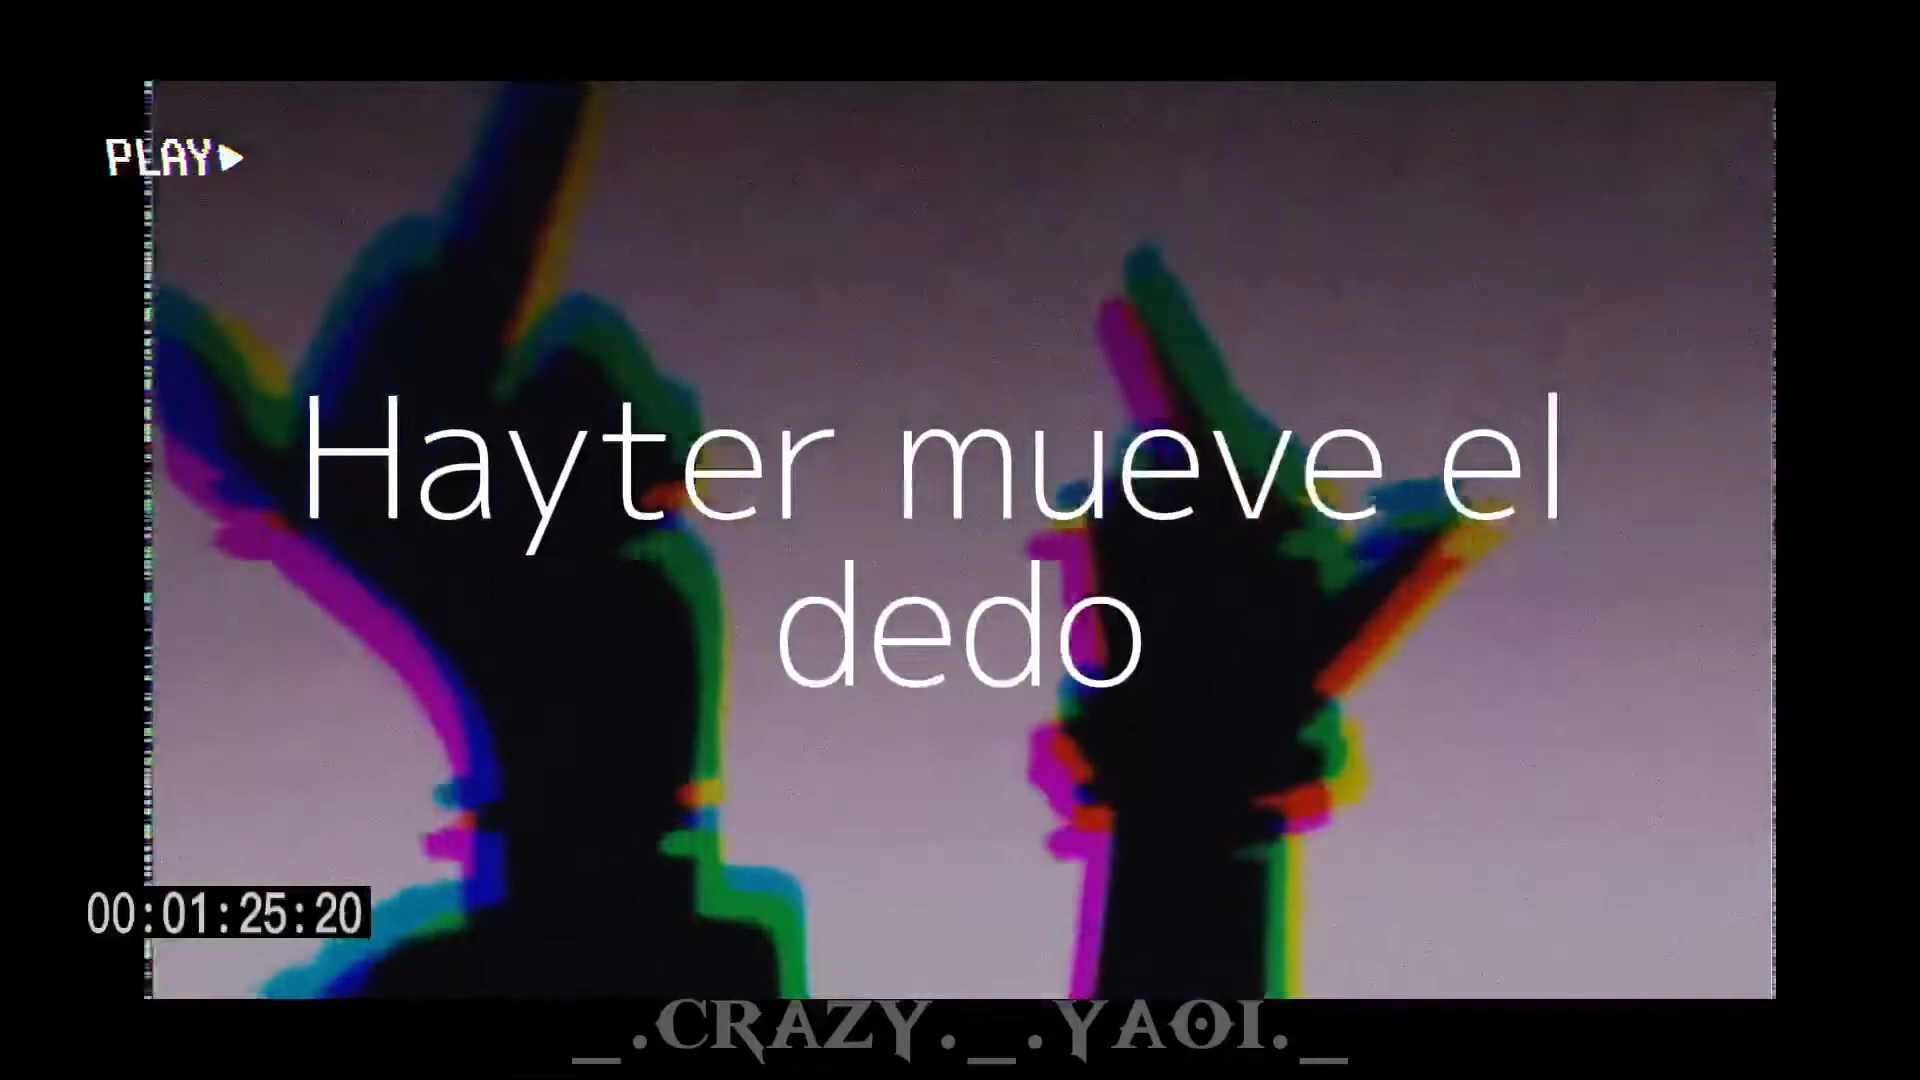 PLAY
Hayter mueve el
dedo
00:01:25:20
_.CRAZY._.YAOI._